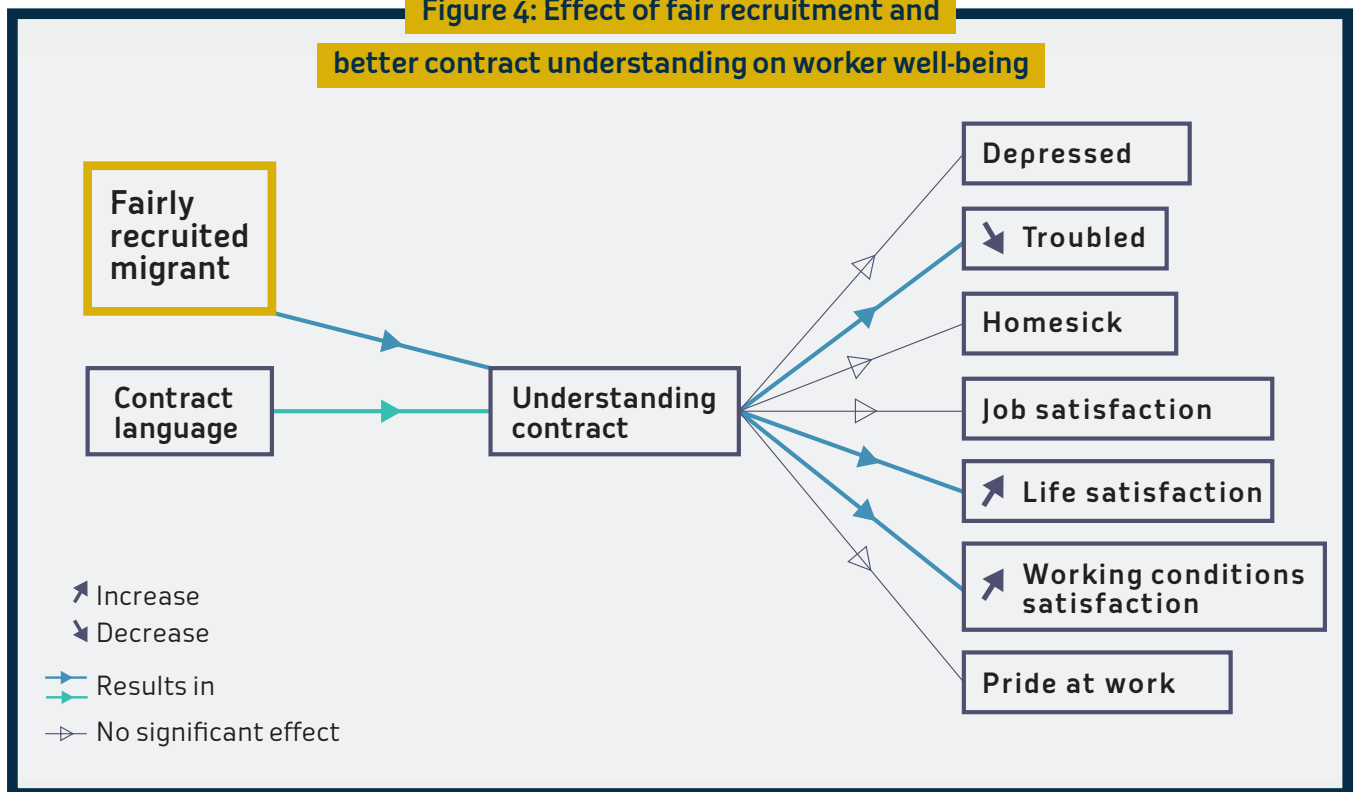 Figure 4: Effect of fair recruitment and
better contract understanding on worker well-being
Fairly
recruited
migrant
Contract
language
Understanding
contract
Depressed
Troubled
Homesick
Job satisfaction
Life satisfaction
Working conditions
satisfaction
Pride at work
Increase
Decrease
Results in
No significant effect